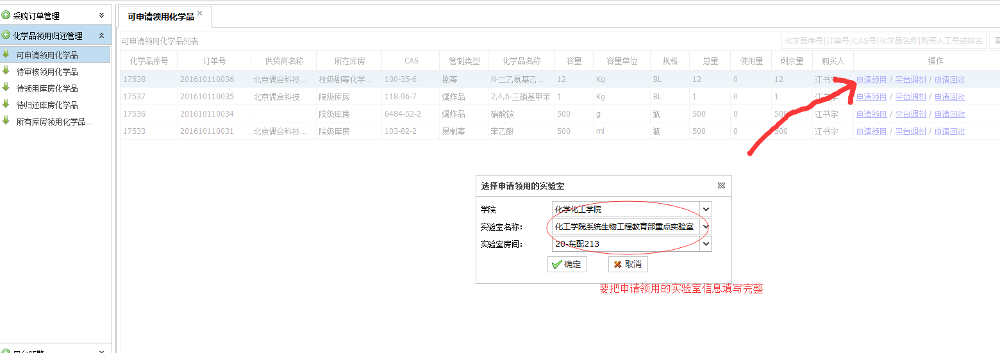 采购订单管理
化学品领用归还管理
可申请领用化学品
待审核领用化学品
待领用库房化学品
待归还库房化学品
所有库房领用化学品...
可申请领用化学品
可申请领用化学品列表
化学品序号|订单号|CAS号|化学品名称|购买人工号或姓名
化学品序号 订单号 供货商名称 所在库房 CAS 管制类型 化学品名称 容量 容量单位 规格 总量 使用量 剩余量 购买人 操作
17538 201610110036 北京偶合科技... 校级剧毒化学... 100-35-6 剧毒 N-二乙氨基乙... 12 Kg BL 12 0 12 江书宇 申请领用 / 平台调剂 / 申请回收
17537 201610110035 北京偶合科技... 院级库房 118-96-7 爆炸品 2,4,6-三硝基甲苯 1 Kg BL 1 0 1 江书宇 申请领用 / 平台调剂 / 申请回收
17536 201610110034 院级库房 6484-52-2 爆炸品 硝酸铵 500 g 瓶 500 0 500 江书宇 申请领用 / 平台调剂 / 申请回收
17533 201610110031 北京偶合科技... 院级库房 103-82-2 易制毒 苯乙酸 500 ml 瓶 500 0 500 江书宇 申请领用 / 平台调剂 / 申请回收
选择申请领用的实验室
学院 化学化工学院
实验室名称: 化工学院系统生物工程教育部重点实验室
实验室房间: 20-东配213
确定 取消
要把申请领用的实验室信息填写完整